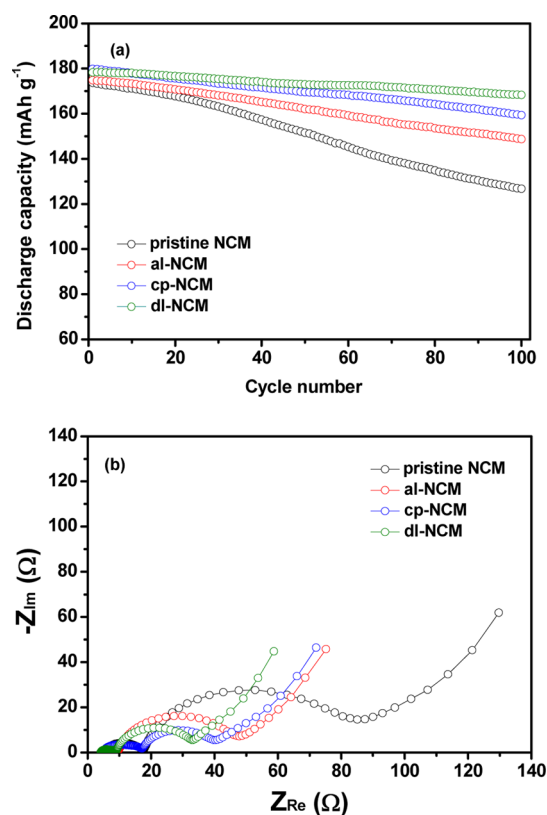 200
180
160
140
120
100
80
60
Discharge capacity (mAh g⁻¹)
(a)
pristine NCM
al-NCM
cp-NCM
dl-NCM
0 20 40 60 80 100
Cycle number
140
120
100
80
60
40
20
0
-Z_Im (Ω)
(b)
pristine NCM
al-NCM
cp-NCM
dl-NCM
0 20 40 60 80 100 120 140
Z_Re (Ω)